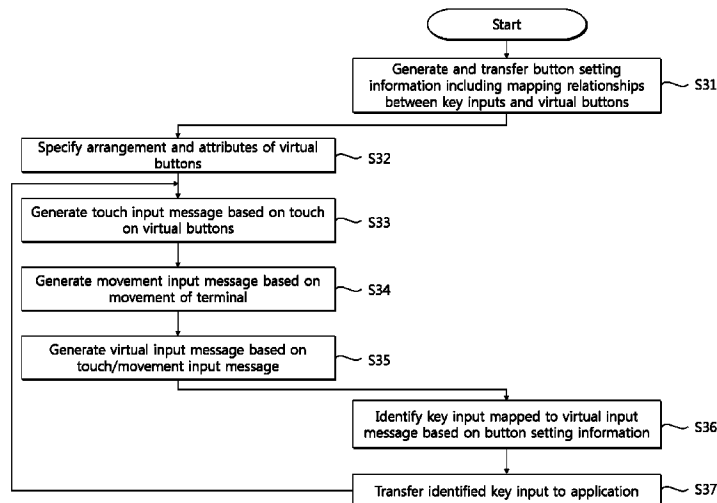 Start
Generate and transfer button setting
information including mapping relationships
between key inputs and virtual buttons
S31
Specify arrangement and attributes of virtual
buttons
S32
Generate touch input message based on touch
on virtual buttons
S33
Generate movement input message based on
movement of terminal
S34
Generate virtual input message based on
touch/movement input message
S35
Identify key input mapped to virtual input
message based on button setting information
S36
Transfer identified key input to application
S37